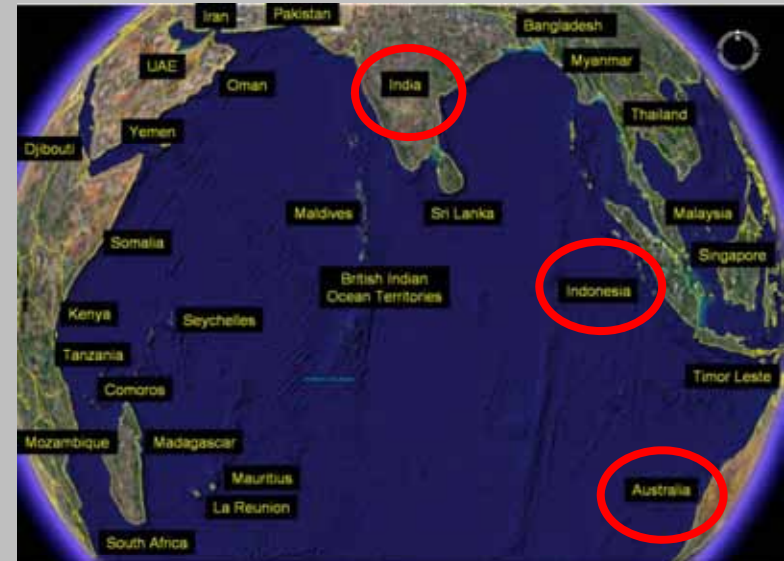 Iran
Pakistan
Bangladesh
UAE
Oman
India
Myanmar
Thailand
Yemen
Djibouti
Maldives
Sri Lanka
Malaysia
Somalia
Singapore
British Indian
Ocean Territories
Indonesia
Kenya
Seychelles
Tanzania
Timor Leste
Comoros
Mozambique
Madagascar
Mauritius
Australia
La Reunion
South Africa